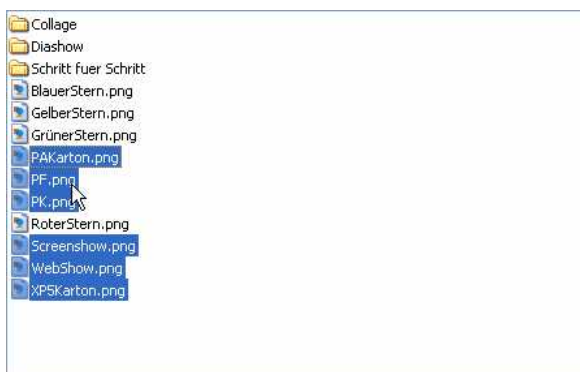 Collage
Diashow
Schritt fuer Schritt
BlauerStern.png
GelberStern.png
GrünerStern.png
PAKarton.png
PF.png
PK.png
RoterStern.png
Screenshow.png
WebShow.png
XP5Karton.png